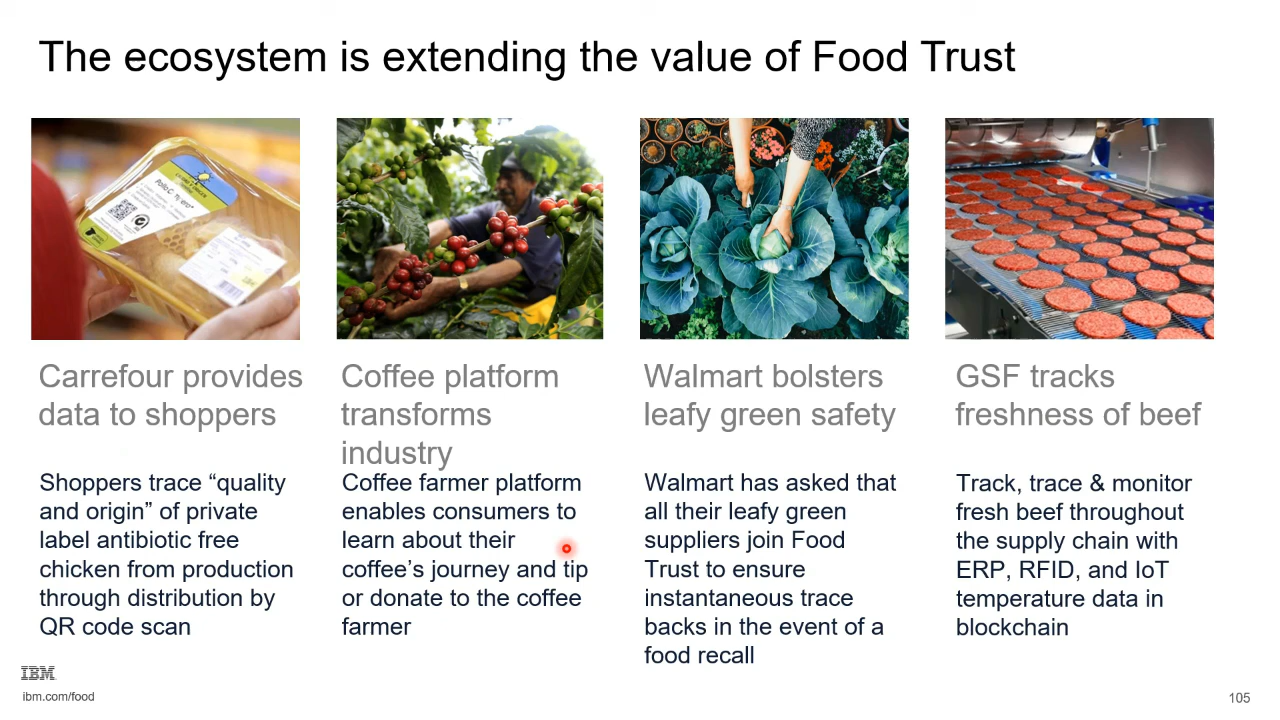 The ecosystem is extending the value of Food Trust
Carrefour provides
data to shoppers
Shoppers trace “quality
and origin” of private
label antibiotic free
chicken from production
through distribution by
QR code scan
Coffee platform
transforms
industry
Coffee farmer platform
enables consumers to
learn about their
coffee’s journey and tip
or donate to the coffee
farmer
Walmart bolsters
leafy green safety
Walmart has asked that
all their leafy green
suppliers join Food
Trust to ensure
instantaneous trace
backs in the event of a
food recall
GSF tracks
freshness of beef
Track, trace & monitor
fresh beef throughout
the supply chain with
ERP, RFID, and IoT
temperature data in
blockchain
IBM
ibm.com/food
105